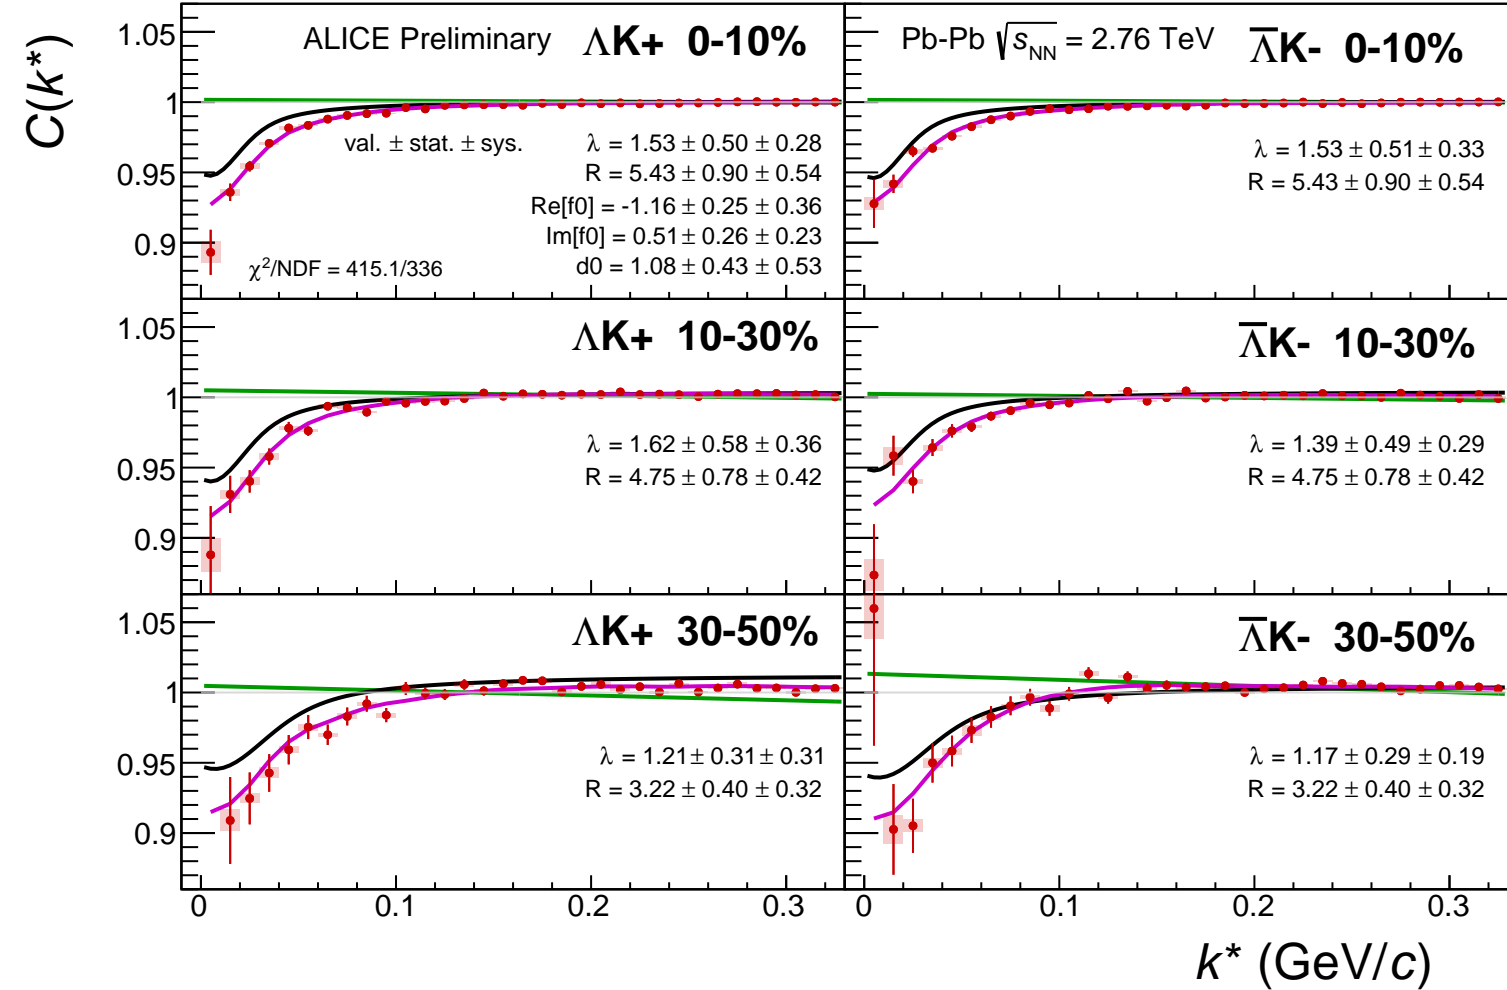 C(k*)
ALICE Preliminary ΛK+ 0-10%
val. ± stat. ± sys.
λ = 1.53 ± 0.50 ± 0.28
R = 5.43 ± 0.90 ± 0.54
Re[f0] = -1.16 ± 0.25 ± 0.36
Im[f0] = 0.51 ± 0.26 ± 0.23
d0 = 1.08 ± 0.43 ± 0.53
χ²/NDF = 415.1/336
1.05
1
0.95
0.9
Pb-Pb √sNN = 2.76 TeV Λ̅K- 0-10%
λ = 1.53 ± 0.51 ± 0.33
R = 5.43 ± 0.90 ± 0.54
ΛK+ 10-30%
λ = 1.62 ± 0.58 ± 0.36
R = 4.75 ± 0.78 ± 0.42
1.05
1
0.95
0.9
Λ̅K- 10-30%
λ = 1.39 ± 0.49 ± 0.29
R = 4.75 ± 0.78 ± 0.42
ΛK+ 30-50%
λ = 1.21 ± 0.31 ± 0.31
R = 3.22 ± 0.40 ± 0.32
1.05
1
0.95
0.9
Λ̅K- 30-50%
λ = 1.17 ± 0.29 ± 0.19
R = 3.22 ± 0.40 ± 0.32
0 0.1 0.2 0.3
0 0.1 0.2 0.3
k* (GeV/c)